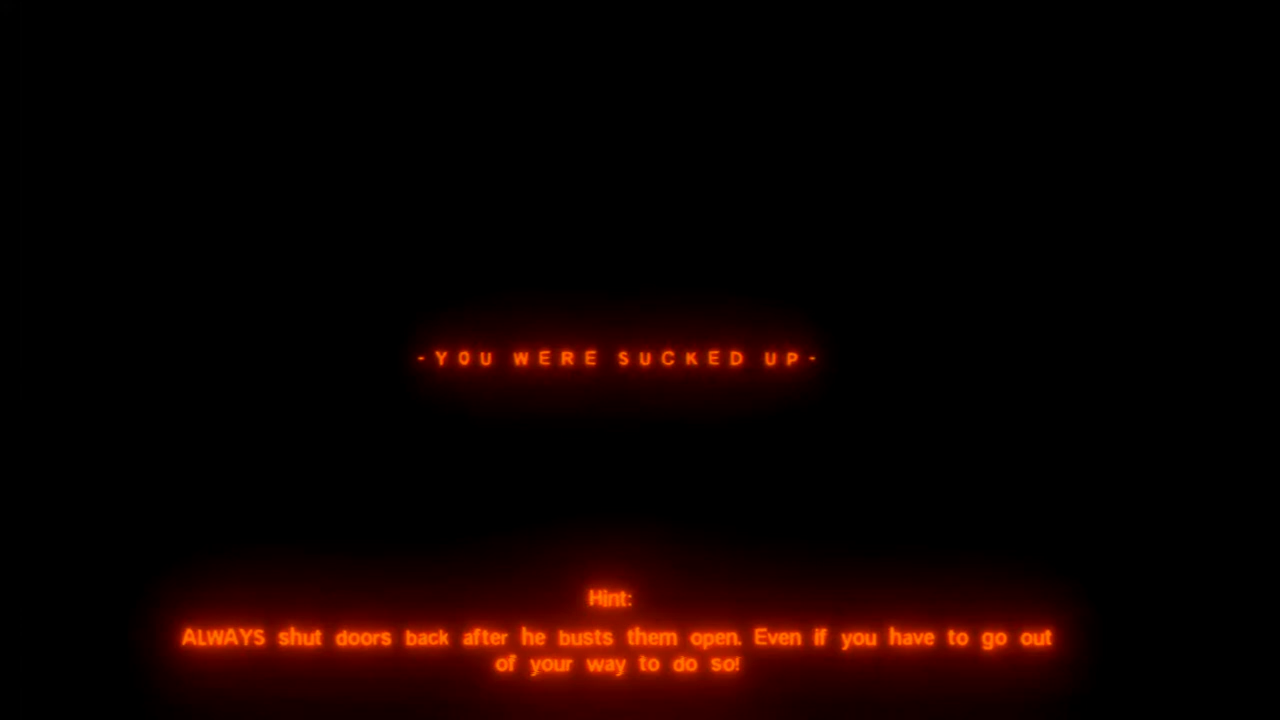 -YOU WERE SUCKED UP-
Hint:
ALWAYS shut doors back after he busts them open. Even if you have to go out
of your way to do so!